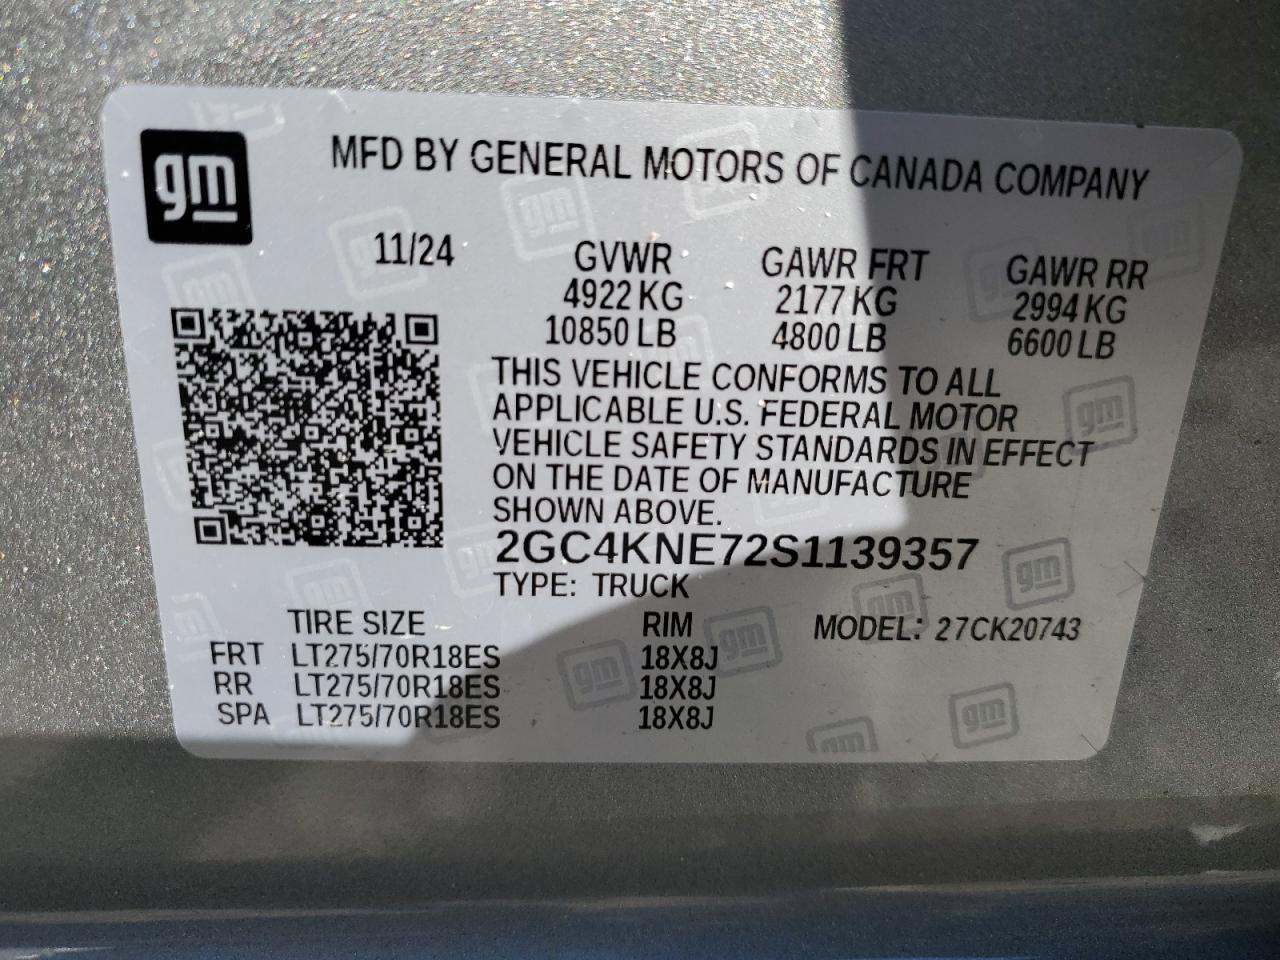 gm
MFD BY GENERAL MOTORS OF CANADA COMPANY
11/24 GVWR GAWR FRT GAWR RR
4922 KG 2177 KG 2994 KG
10850 LB 4800 LB 6600 LB
THIS VEHICLE CONFORMS TO ALL
APPLICABLE U.S. FEDERAL MOTOR
VEHICLE SAFETY STANDARDS IN EFFECT
ON THE DATE OF MANUFACTURE
SHOWN ABOVE.
2GC4KNE72S1139357
TYPE: TRUCK
TIRE SIZE RIM MODEL: 27CK20743
FRT LT275/70R18ES 18X8J
RR LT275/70R18ES 18X8J
SPA LT275/70R18ES 18X8J